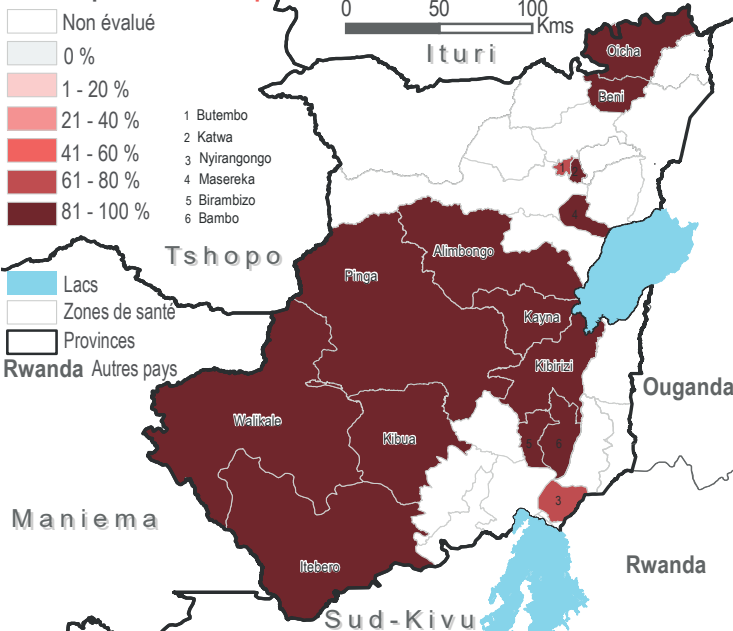 0 50 100 Kms
Non évalué
0 %
1 - 20 %
21 - 40 %
41 - 60 %
61 - 80 %
81 - 100 %
1 Butembo
2 Katwa
3 Nyirangongo
4 Masereka
5 Birambizo
6 Bambo
Lacs
Zones de santé
Provinces
Rwanda Autres pays
Ituri
Oicha
Beni
1
4
Tshopo
Alimbongo
Pinga
Kayna
Kibirizi
Ouganda
Walikale
Kibua
5
6
3
Maniema
Itebero
Rwanda
Sud-Kivu